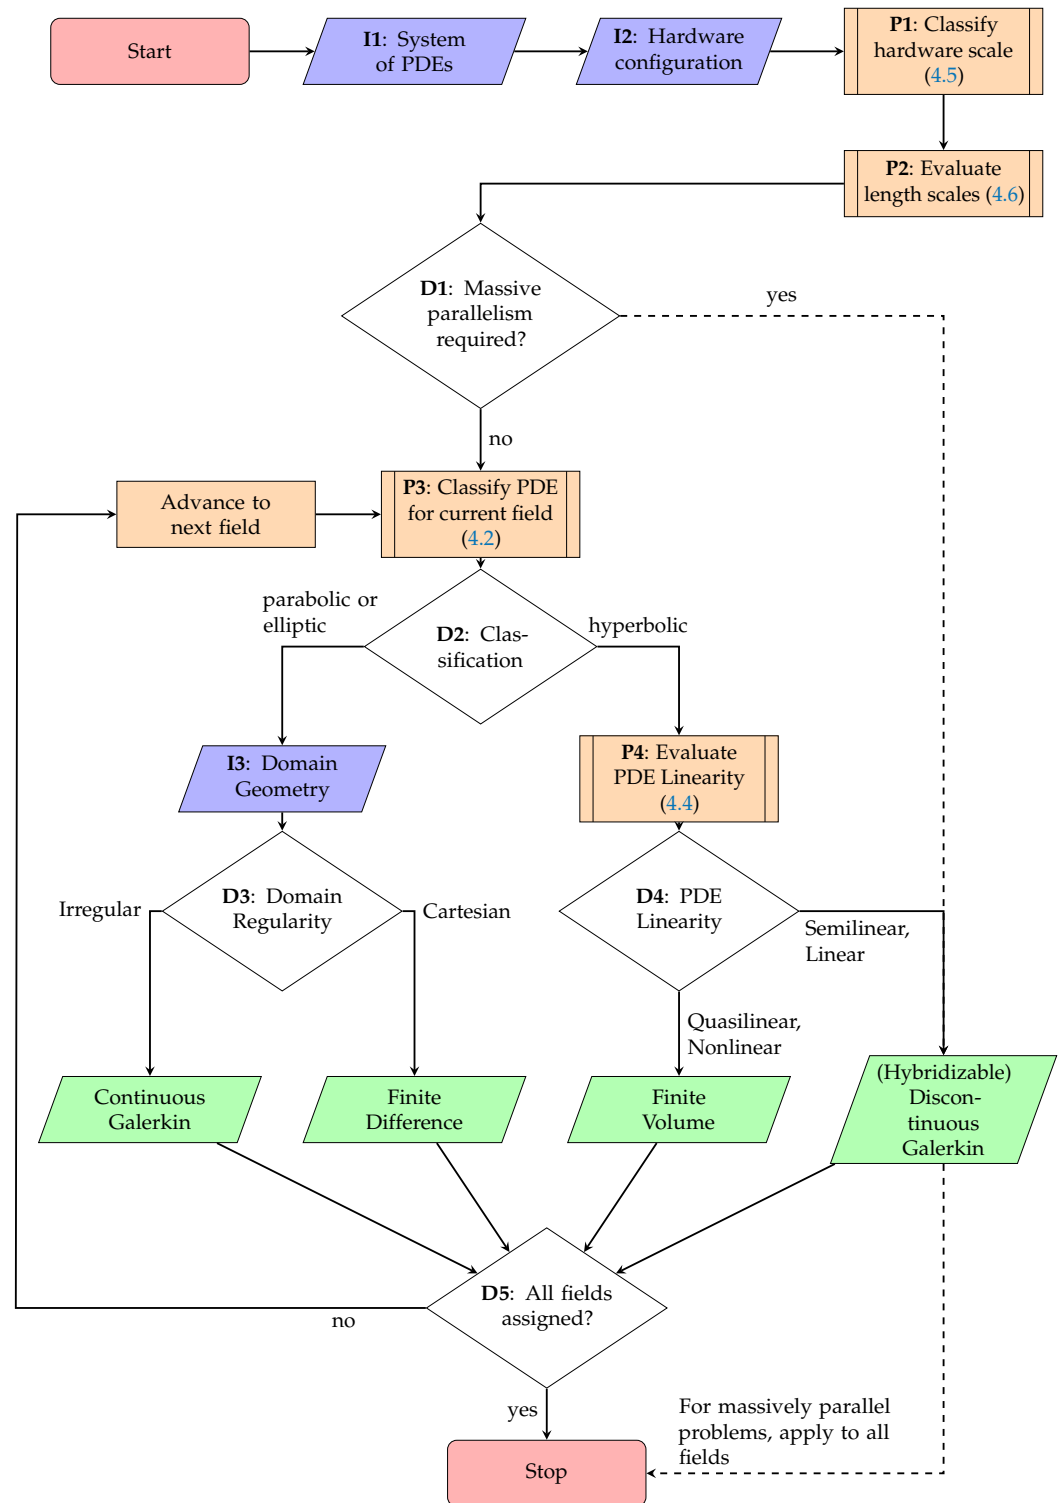 Start
I1: System
of PDEs
I2: Hardware
configuration
P1: Classify
hardware scale
(4.5)
P2: Evaluate
length scales (4.6)
D1: Massive
parallelism
required?
yes
no
Advance to
next field
P3: Classify PDE
for current field
(4.2)
parabolic or
elliptic
D2: Clas-
sification
hyperbolic
I3: Domain
Geometry
P4: Evaluate
PDE Linearity
(4.4)
Irregular
D3: Domain
Regularity
Cartesian
D4: PDE
Linearity
Semilinear,
Linear
Quasilinear,
Nonlinear
Continuous
Galerkin
Finite
Difference
Finite
Volume
(Hybridizable)
Discon-
tinuous
Galerkin
D5: All fields
assigned?
no
yes
For massively parallel
problems, apply to all
fields
Stop